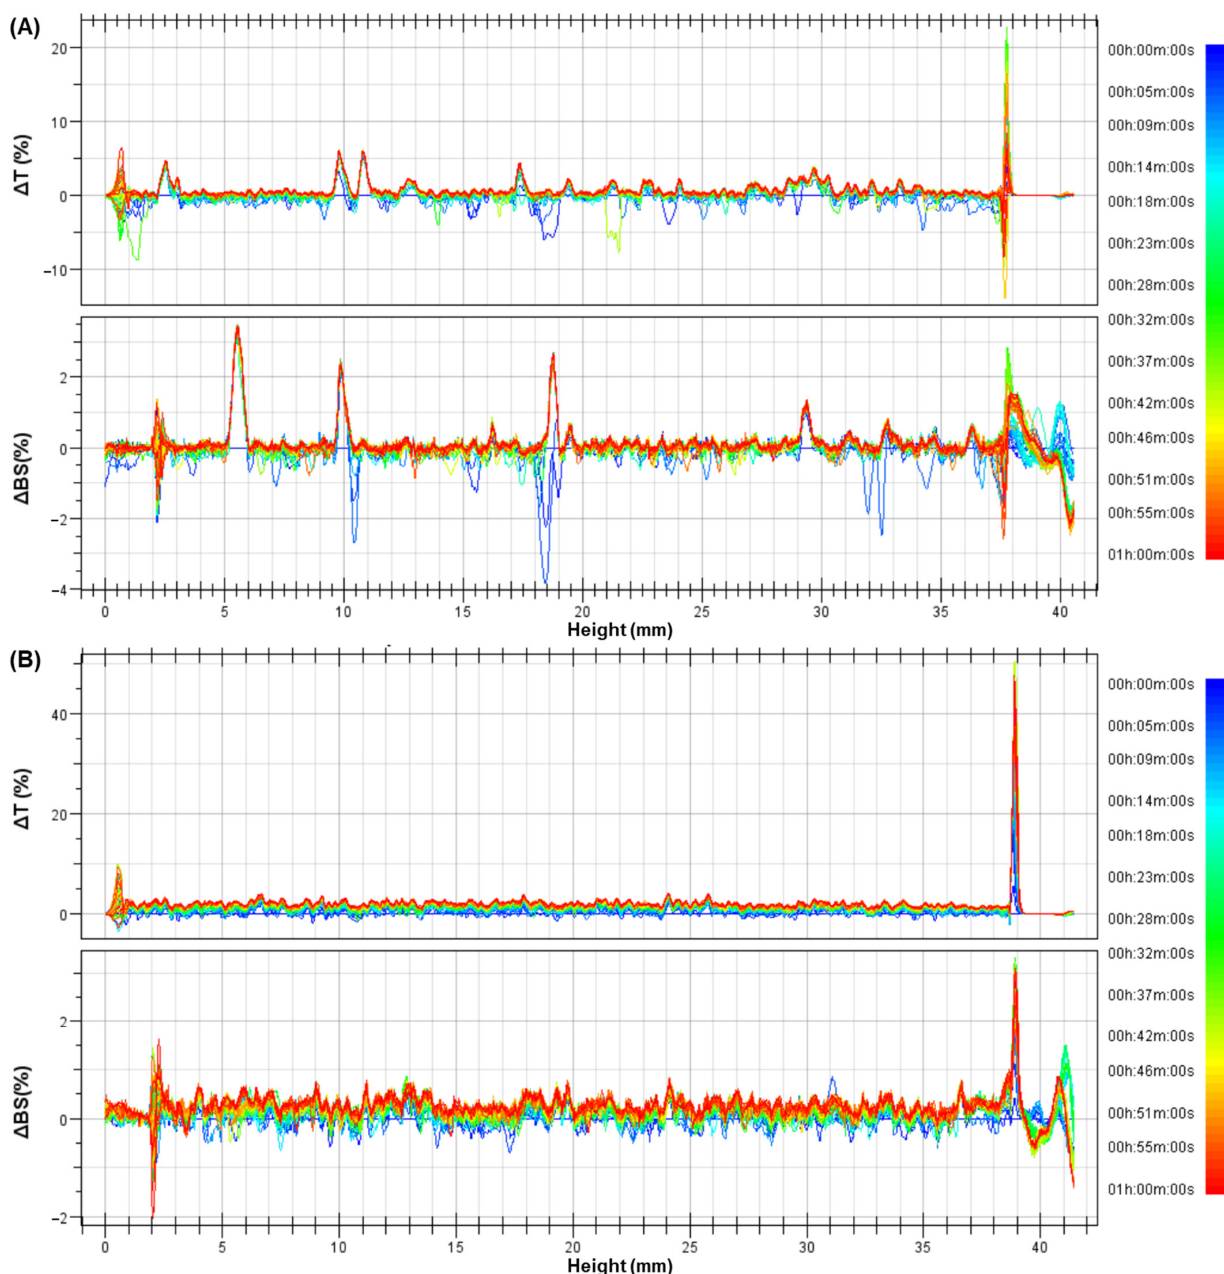 (A)
ΔT (%)
20
10
0
−10
ΔBS(%)
2
0
−2
−4
0 5 10 15 20 25 30 35 40
Height (mm)
00h:00m:00s
00h:05m:00s
00h:09m:00s
00h:14m:00s
00h:18m:00s
00h:23m:00s
00h:28m:00s
00h:32m:00s
00h:37m:00s
00h:42m:00s
00h:46m:00s
00h:51m:00s
00h:55m:00s
01h:00m:00s
(B)
ΔT (%)
40
20
0
ΔBS(%)
2
0
−2
0 5 10 15 20 25 30 35 40
Height (mm)
00h:00m:00s
00h:05m:00s
00h:09m:00s
00h:14m:00s
00h:18m:00s
00h:23m:00s
00h:28m:00s
00h:32m:00s
00h:37m:00s
00h:42m:00s
00h:46m:00s
00h:51m:00s
00h:55m:00s
01h:00m:00s